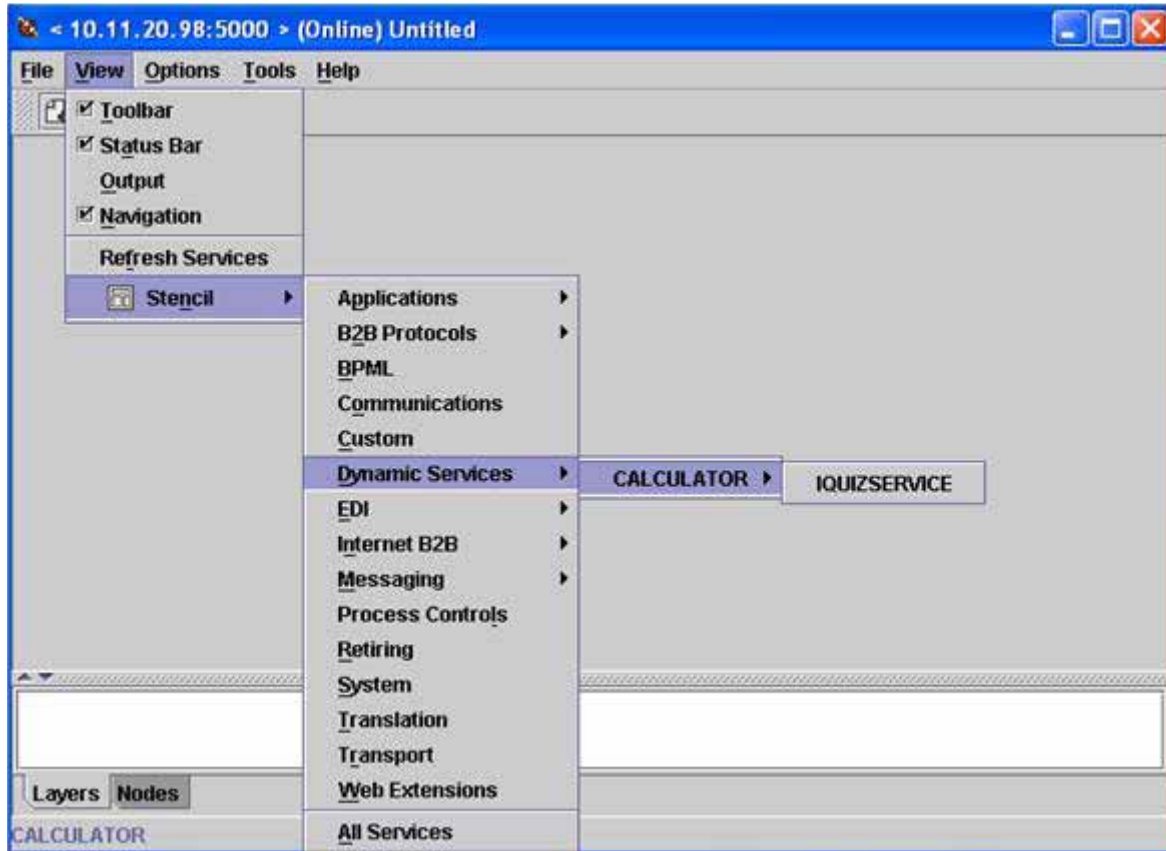 < 10.11.20.98:5000 > (Online) Untitled
File View Options Tools Help
Toolbar
Status Bar
Output
Navigation
Refresh Services
Stencil
Applications
B2B Protocols
BPML
Communications
Custom
Dynamic Services
CALCULATOR
IQUIZSERVICE
EDI
Internet B2B
Messaging
Process Controls
Retiring
System
Translation
Transport
Web Extensions
All Services
Layers Nodes
CALCULATOR